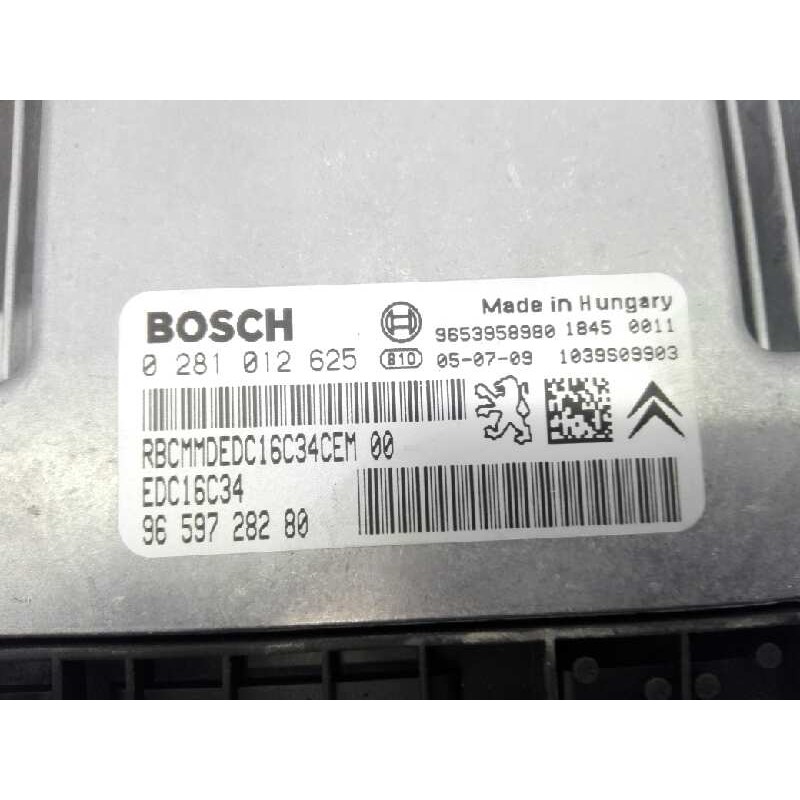 BOSCH
Made in Hungary
9653958980 1845 0011
0 281 012 625 810 05-07-09 1039S09903
RBCMMDEDC16C34CEM 00
EDC16C34
96 597 282 80